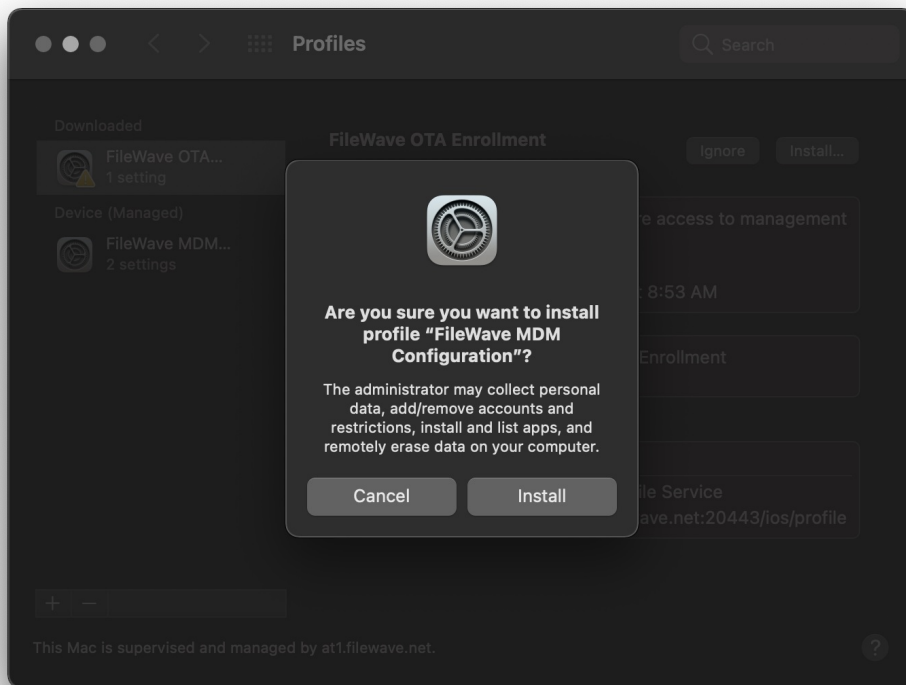 Profiles
Search
Downloaded
FileWave OTA...
1 setting
Device (Managed)
FileWave MDM...
2 settings
FileWave OTA Enrollment
Ignore
Install...
access to management
8:53 AM
Enrollment
Service
ave.net:20443/ios/profile
Are you sure you want to install
profile “FileWave MDM
Configuration”?
The administrator may collect personal
data, add/remove accounts and
restrictions, install and list apps, and
remotely erase data on your computer.
Cancel
Install
This Mac is supervised and managed by at1.filewave.net.
?